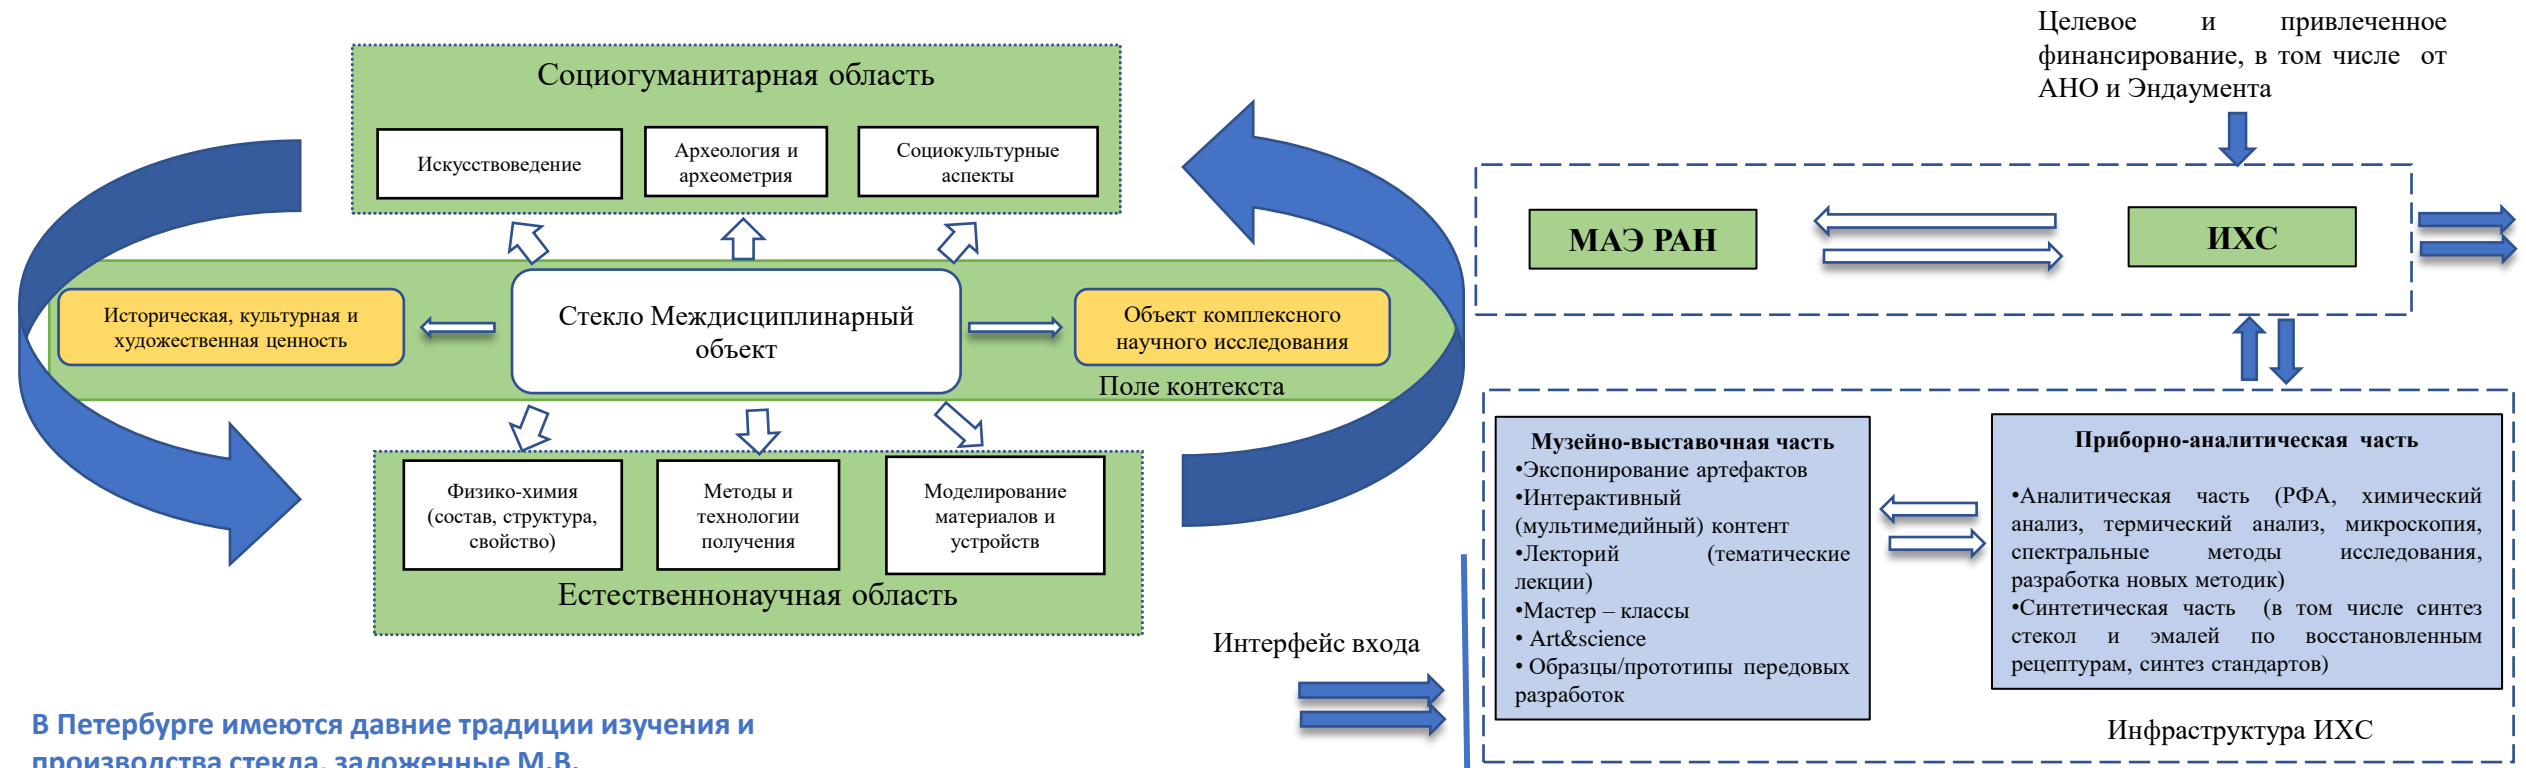 Социогуманитарная область
Искусствоведение
Археология и
археометрия
Социокультурные
аспекты
Историческая, культурная и
художественная ценность
Стекло Междисциплинарный
объект
Объект комплексного
научного исследования
Поле контекста
Физико-химия
(состав, структура,
свойство)
Методы и
технологии
получения
Моделирование
материалов и
устройств
Естественнонаучная область
В Петербурге имеются давние традиции изучения и
производства стекла, заложенные М.В.
Целевое и привлеченное
финансирование, в том числе от
АНО и Эндаумента
МАЭ РАН
ИХС
Интерфейс входа
Музейно-выставочная часть
•Экспонирование артефактов
•Интерактивный
(мультимедийный) контент
•Лекторий (тематические
лекции)
•Мастер – классы
• Art&science
• Образцы/прототипы передовых
разработок
Приборно-аналитическая часть
•Аналитическая часть (РФА, химический
анализ, термический анализ, микроскопия,
спектральные методы исследования,
разработка новых методик)
•Синтетическая часть (в том числе синтез
стекол и эмалей по восстановленным
рецептурам, синтез стандартов)
Инфраструктура ИХС